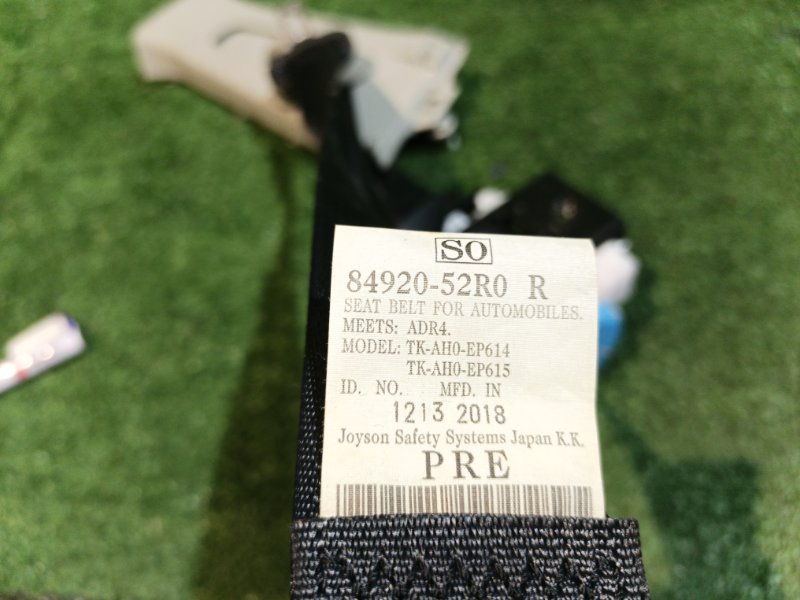 SO
84920-52R0 R
SEAT BELT FOR AUTOMOBILES.
MEETS: ADR4.
MODEL: TK-AH0-EP614
TK-AH0-EP615
ID. NO. MFD. IN
1213 2018
Joyson Safety Systems Japan K.K.
PRE